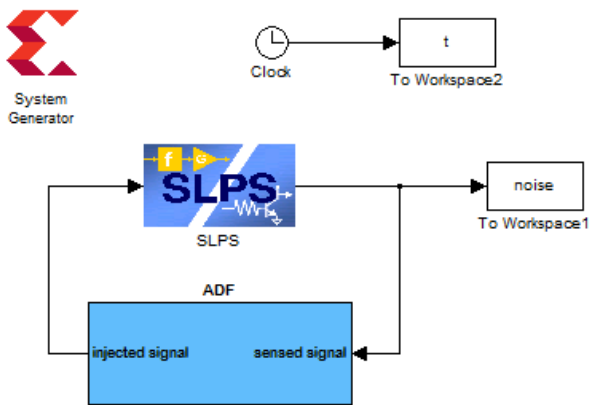 t
Clock
To Workspace2
System
Generator
f
G
SLPS
SLPS
noise
To Workspace1
ADF
injected signal
sensed signal